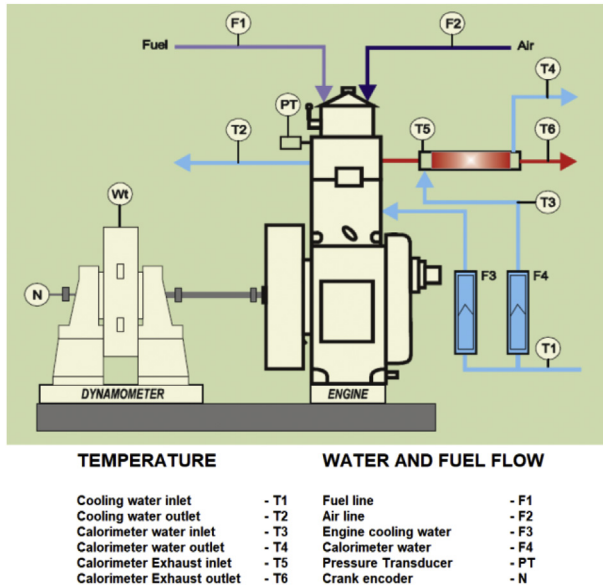 F1
F2
Fuel
Air
T4
PT
T2
T5
T6
Wt
T3
N
F3
F4
T1
DYNAMOMETER
ENGINE
TEMPERATURE
WATER AND FUEL FLOW
Cooling water inlet - T1
Fuel line - F1
Cooling water outlet - T2
Air line - F2
Calorimeter water inlet - T3
Engine cooling water - F3
Calorimeter water outlet - T4
Calorimeter water - F4
Calorimeter Exhaust inlet - T5
Pressure Transducer - PT
Calorimeter Exhaust outlet - T6
Crank encoder - N